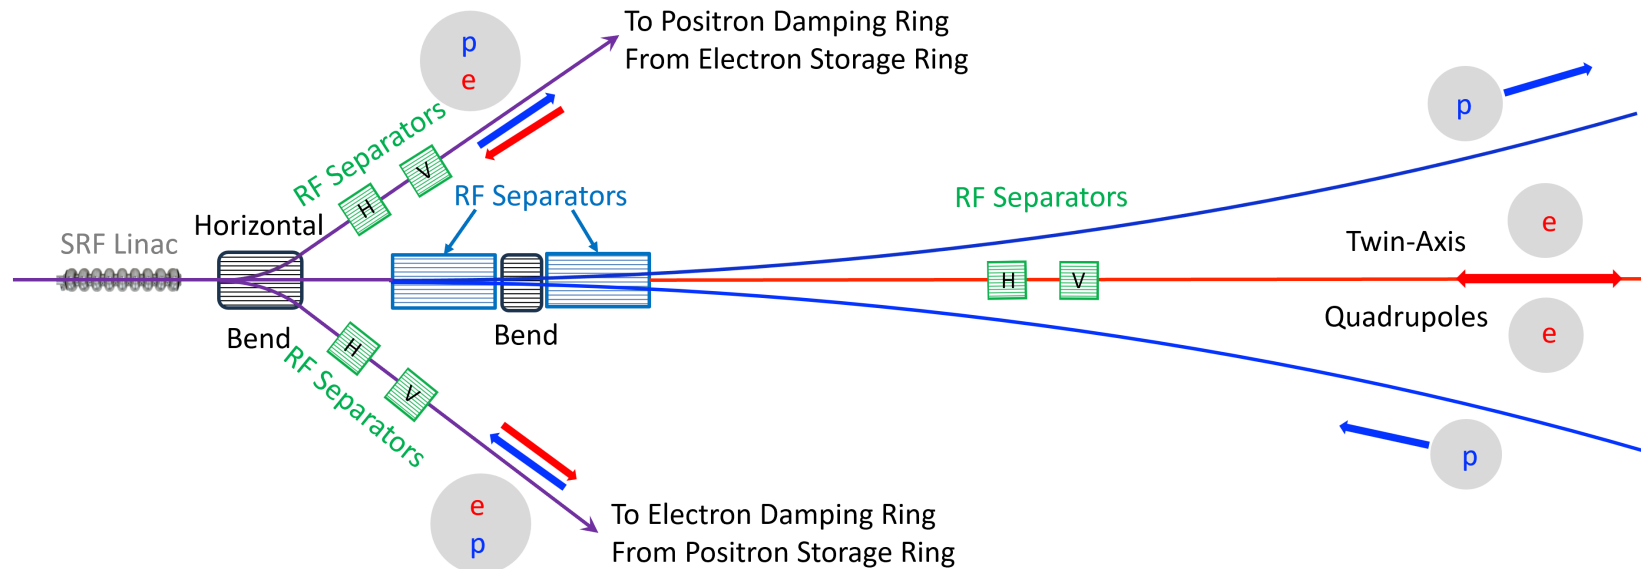 To Positron Damping Ring
From Electron Storage Ring
p
e
RF Separators
H
V
Horizontal
SRF Linac
Bend
RF Separators
Bend
RF Separators
H
V
p
e
Twin-Axis
Quadrupoles
e
p
H
V
RF Separators
e
p
To Electron Damping Ring
From Positron Storage Ring